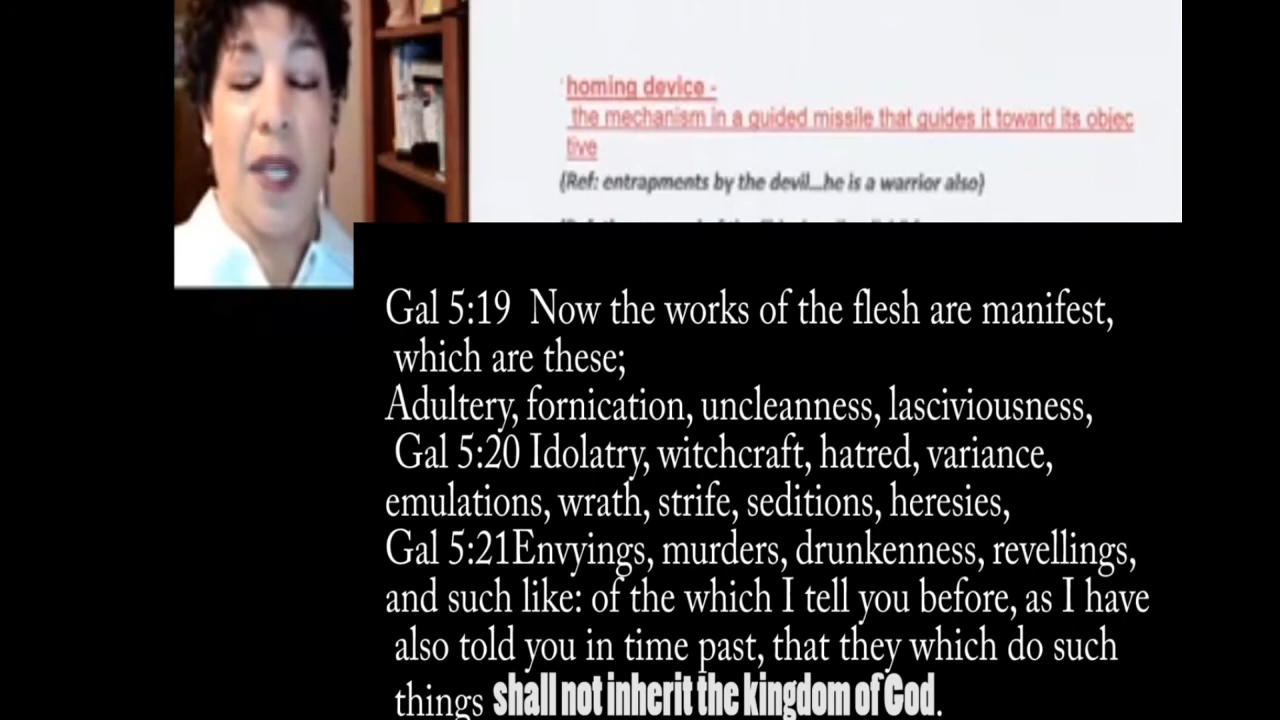 homing device -
the mechanism in a guided missile that guides it toward its objec
tive
(Ref: entrapments by the devil...he is a warrior also)
Gal 5:19 Now the works of the flesh are manifest,
which are these;
Adultery, fornication, uncleanness, lasciviousness,
Gal 5:20 Idolatry, witchcraft, hatred, variance,
emulations, wrath, strife, seditions, heresies,
Gal 5:21Envyings, murders, drunkenness, revellings,
and such like: of the which I tell you before, as I have
also told you in time past, that they which do such
things shall not inherit the kingdom of God.